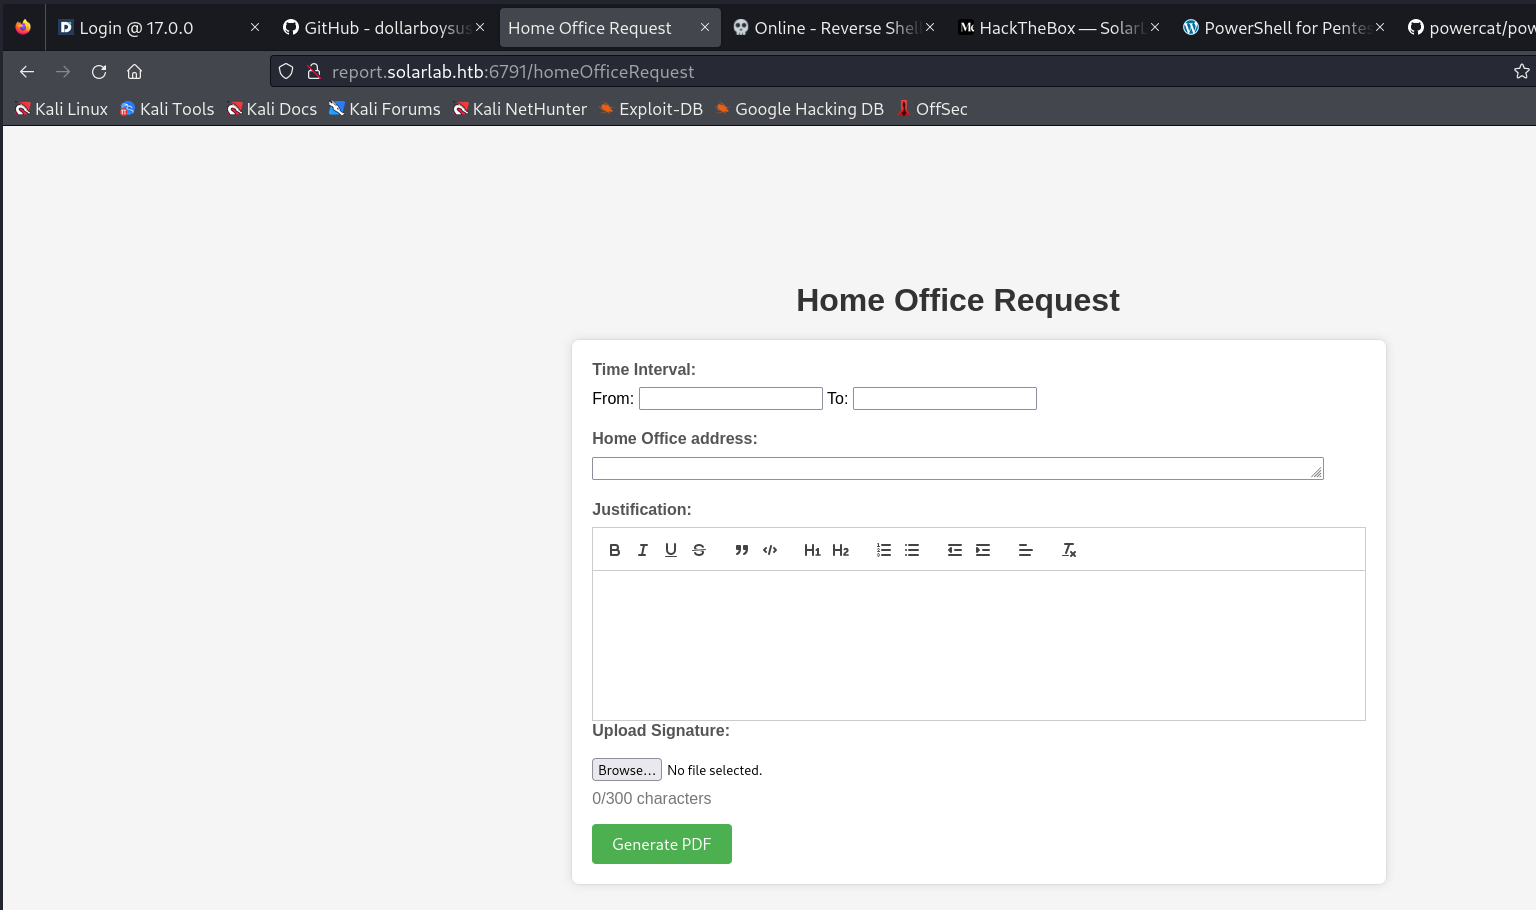 Login @ 17.0.0 GitHub - dollarboysus Home Office Request Online - Reverse Shell HackTheBox — SolarL PowerShell for Pentes powercat/pow
report.solarlab.htb:6791/homeOfficeRequest
Kali Linux Kali Tools Kali Docs Kali Forums Kali NetHunter Exploit-DB Google Hacking DB OffSec
Home Office Request
Time Interval:
From: To:
Home Office address:
Justification:
B I U S H1 H2
Upload Signature:
Browse... No file selected.
0/300 characters
Generate PDF